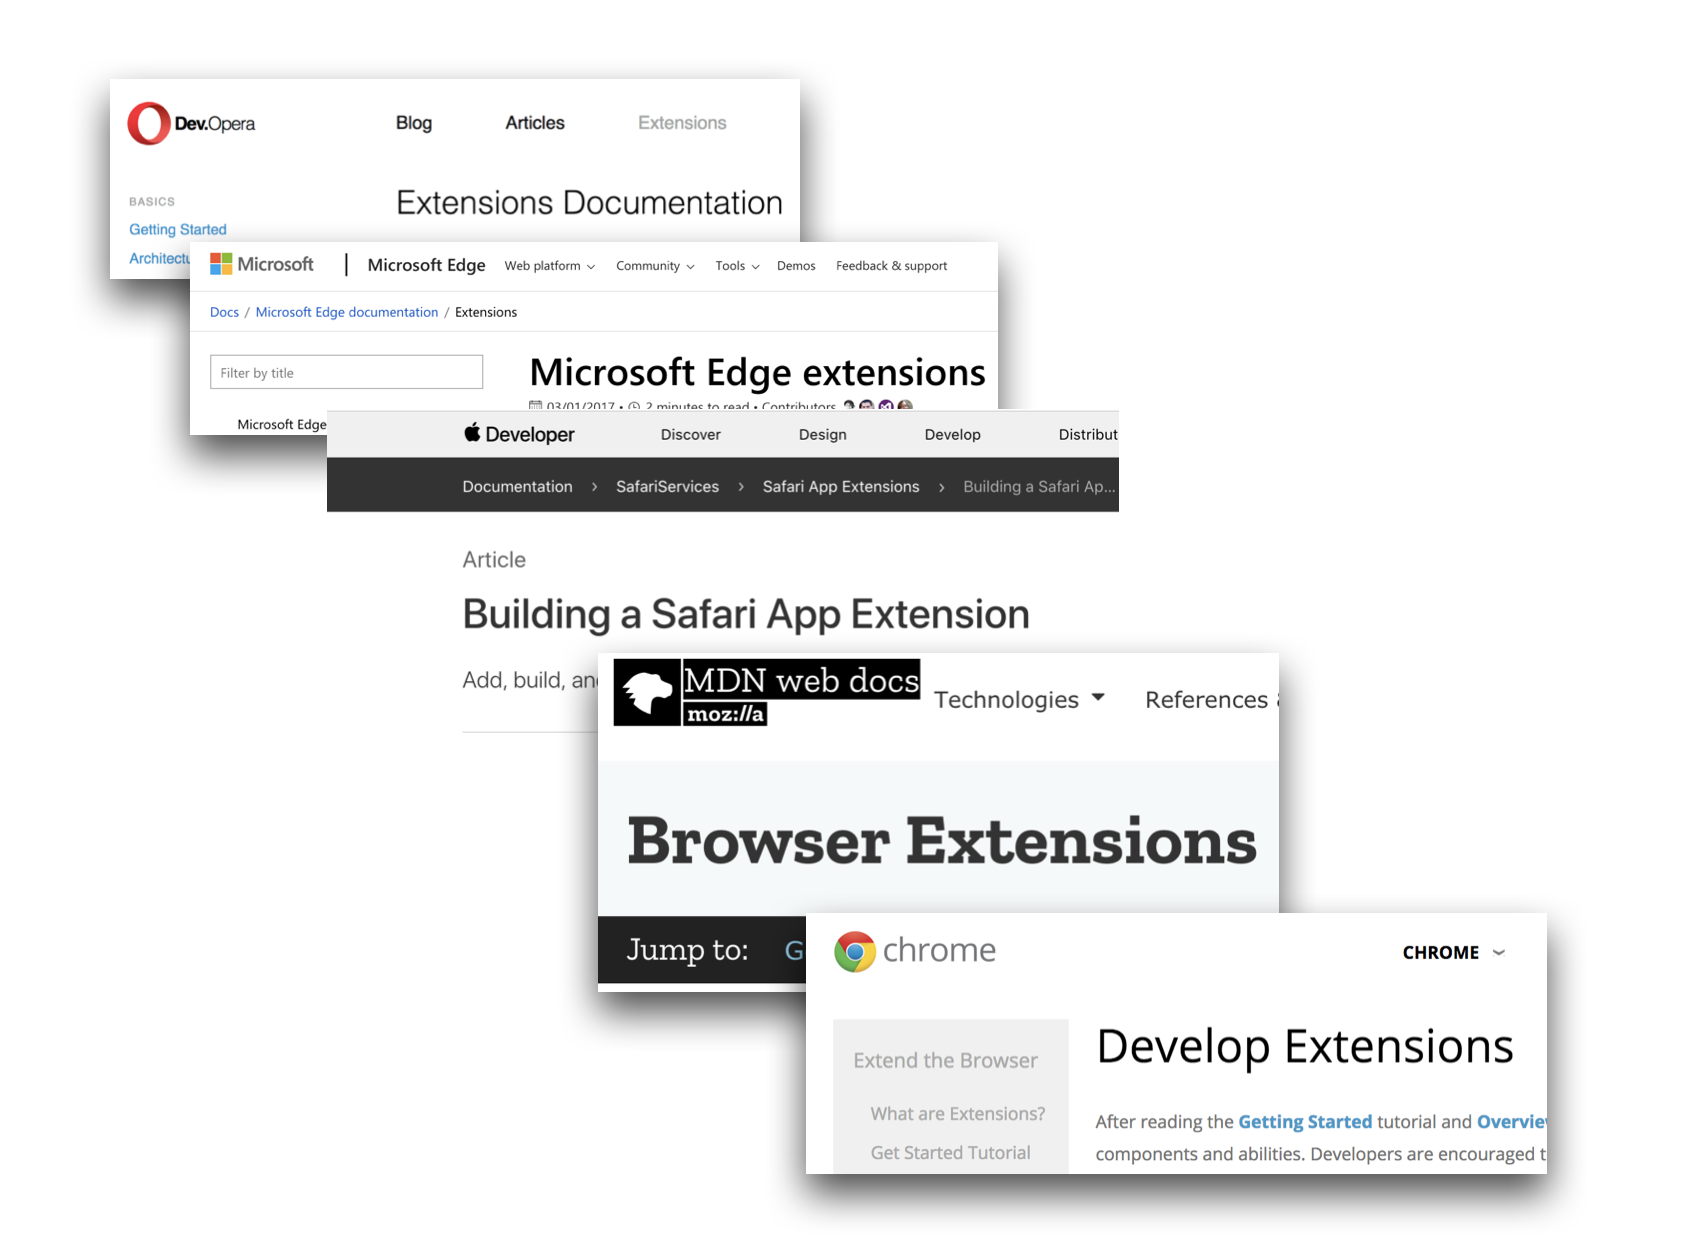 Dev.Opera Blog Articles Extensions
BASICS
Extensions Documentation
Getting Started
Architectu
Microsoft | Microsoft Edge Web platform Community Tools Demos Feedback & support
Docs / Microsoft Edge documentation / Extensions
Filter by title
Microsoft Edge extensions
03/01/2017 • 2 minutes to read • Contributors
Microsoft Edge
Developer Discover Design Develop Distribut
Documentation › SafariServices › Safari App Extensions › Building a Safari Ap...
Article
Building a Safari App Extension
Add, build, and
MDN web docs
moz://a
Technologies References &
Browser Extensions
Jump to: G
chrome CHROME
Extend the Browser
What are Extensions?
Get Started Tutorial
Develop Extensions
After reading the Getting Started tutorial and Overview
components and abilities. Developers are encouraged t